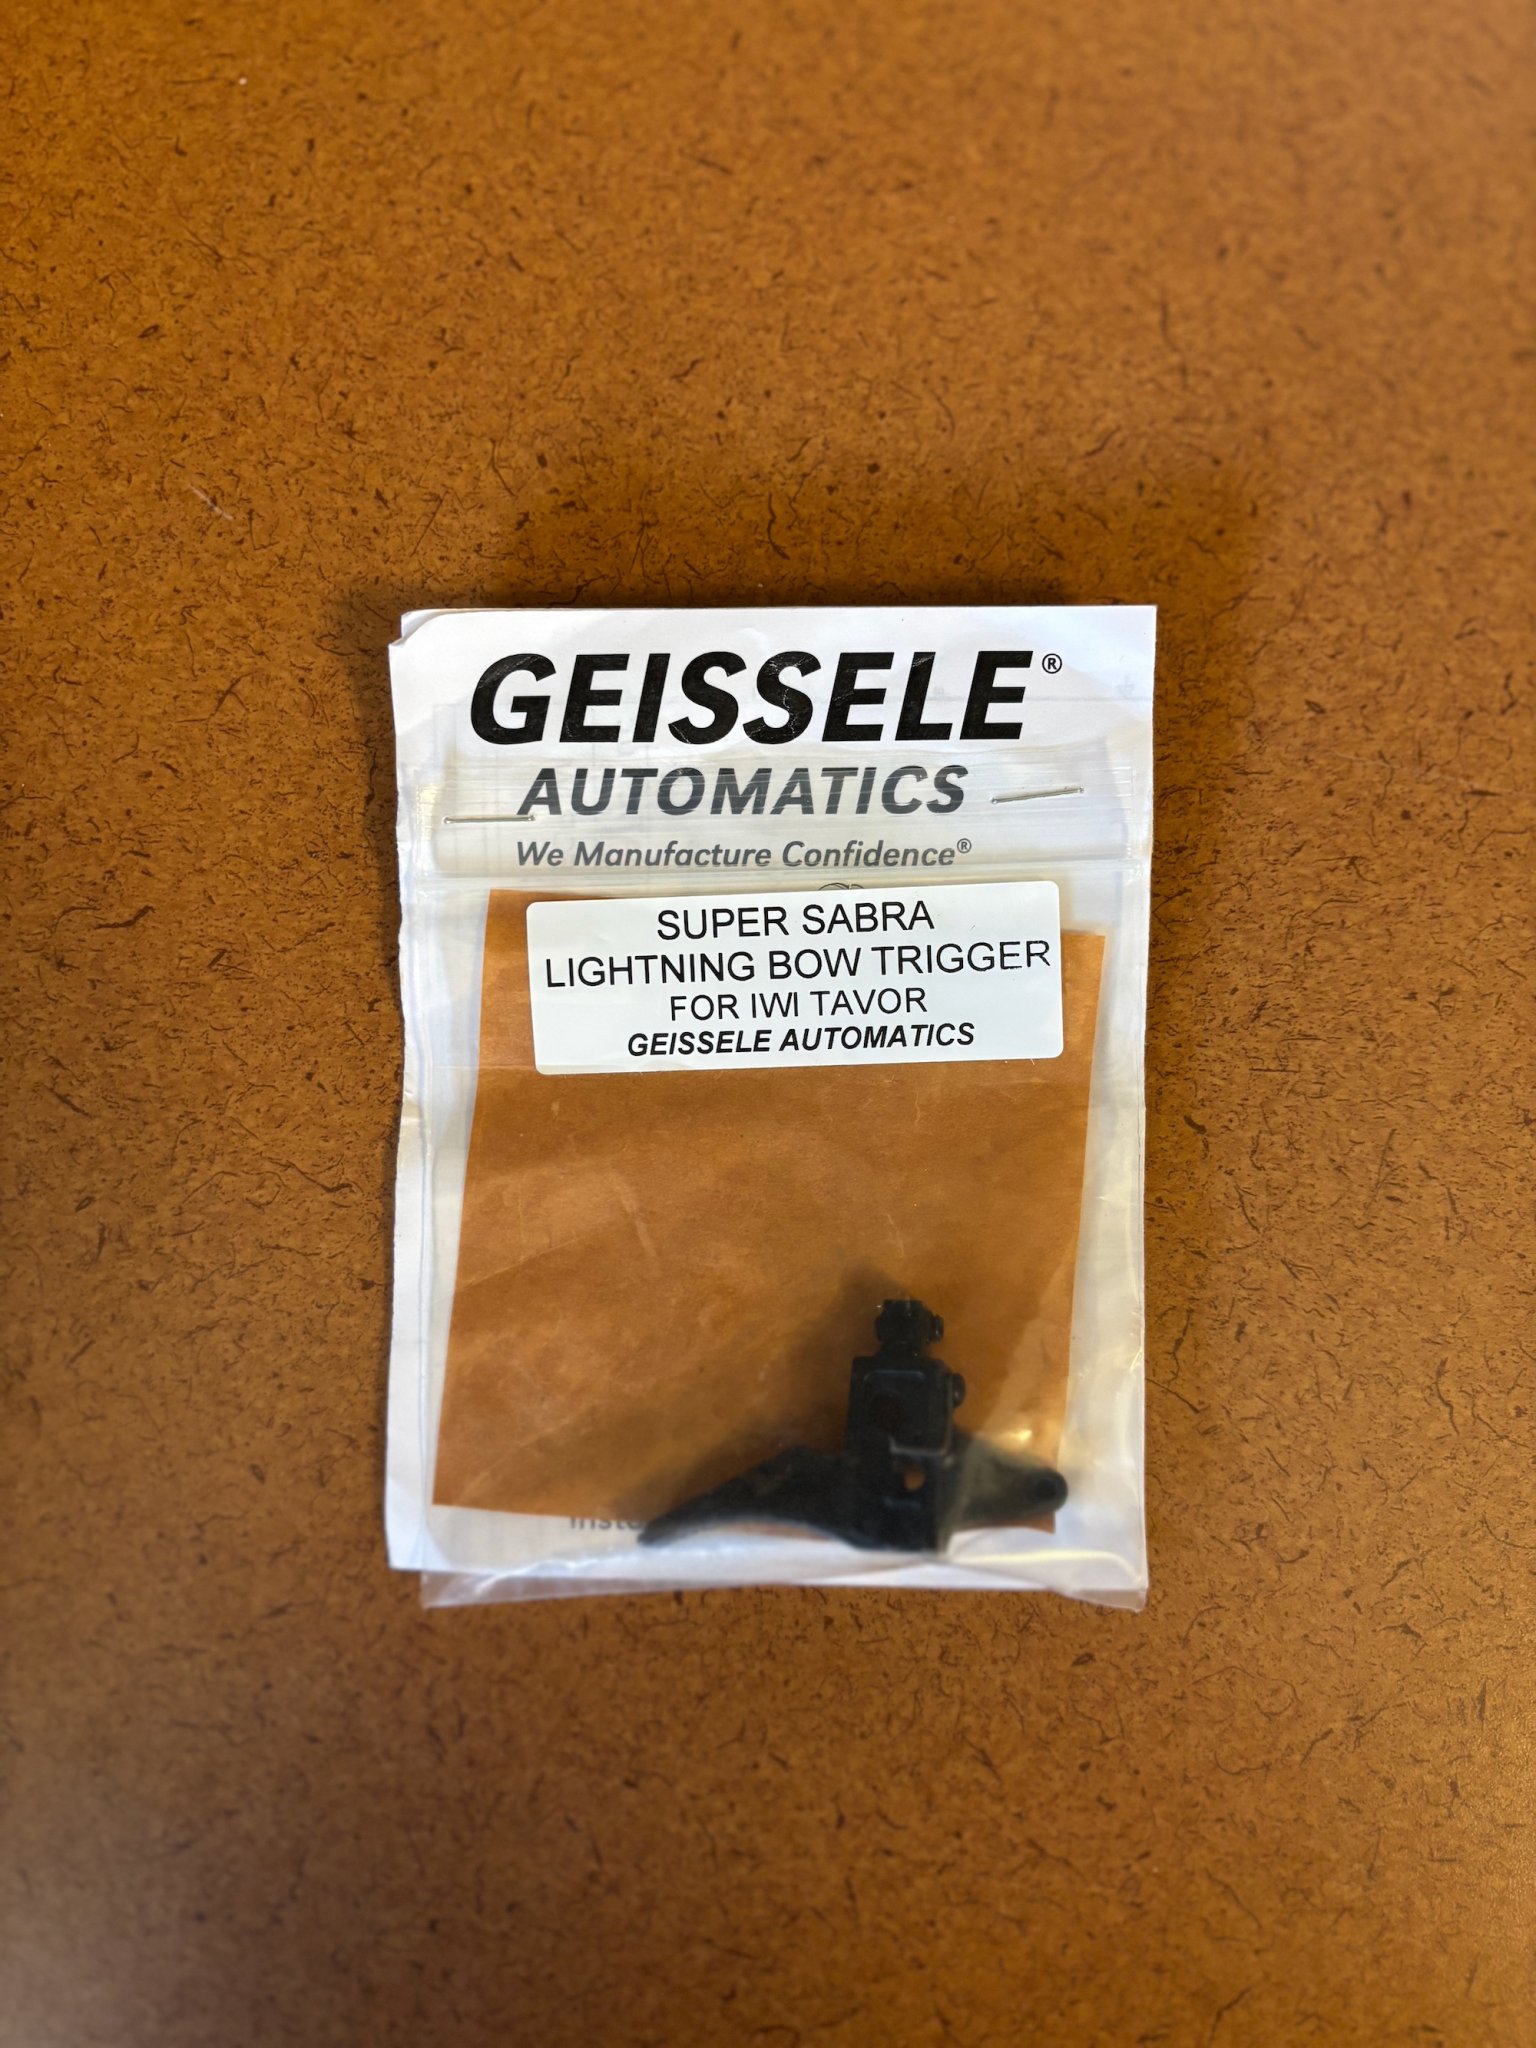 GEISSELE®
AUTOMATICS
We Manufacture Confidence®
SUPER SABRA
LIGHTNING BOW TRIGGER
FOR IWI TAVOR
GEISSELE AUTOMATICS